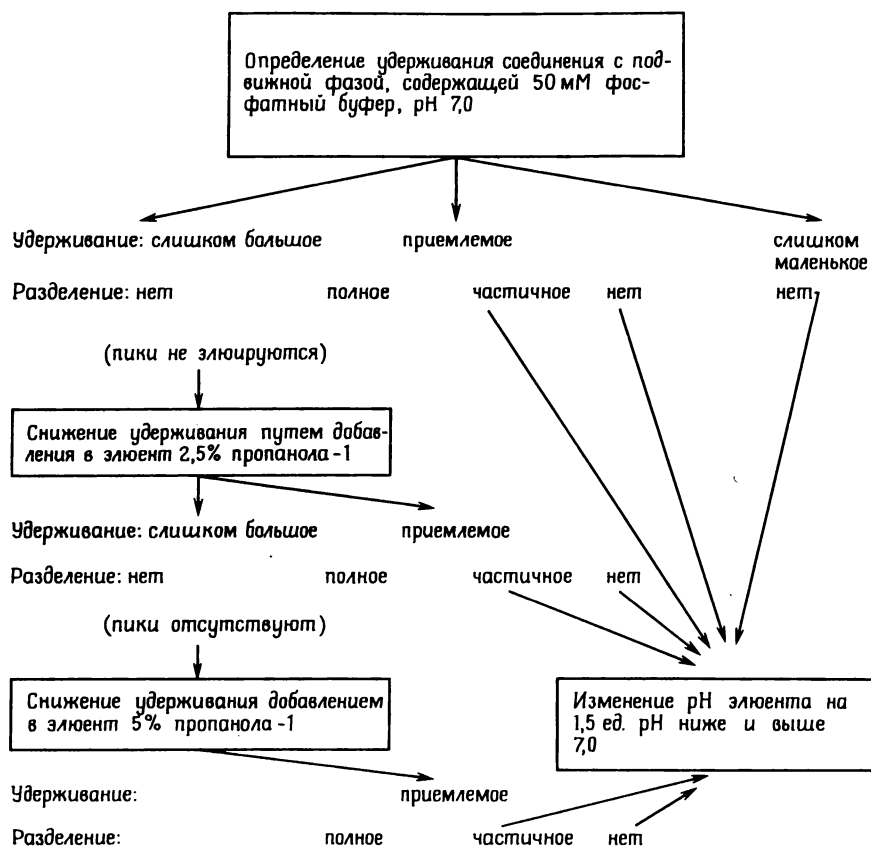 Определение удерживания соединения с под-
вижной фазой, содержащей 50 мМ фос-
фатный буфер, pH 7,0
Удерживание: слишком большое приемлемое слишком
маленькое
Разделение: нет полное частичное нет нет
(пики не элюируются)
Снижение удерживания путем добав-
ления в элюент 2,5% пропанола-1
Удерживание: слишком большое приемлемое
Разделение: нет полное частичное нет
(пики отсутствуют)
Снижение удерживания добавлением
в элюент 5% пропанола-1
Изменение pH элюента на
1,5 ед. pH ниже и выше
7,0
Удерживание: приемлемое
Разделение: полное частичное нет